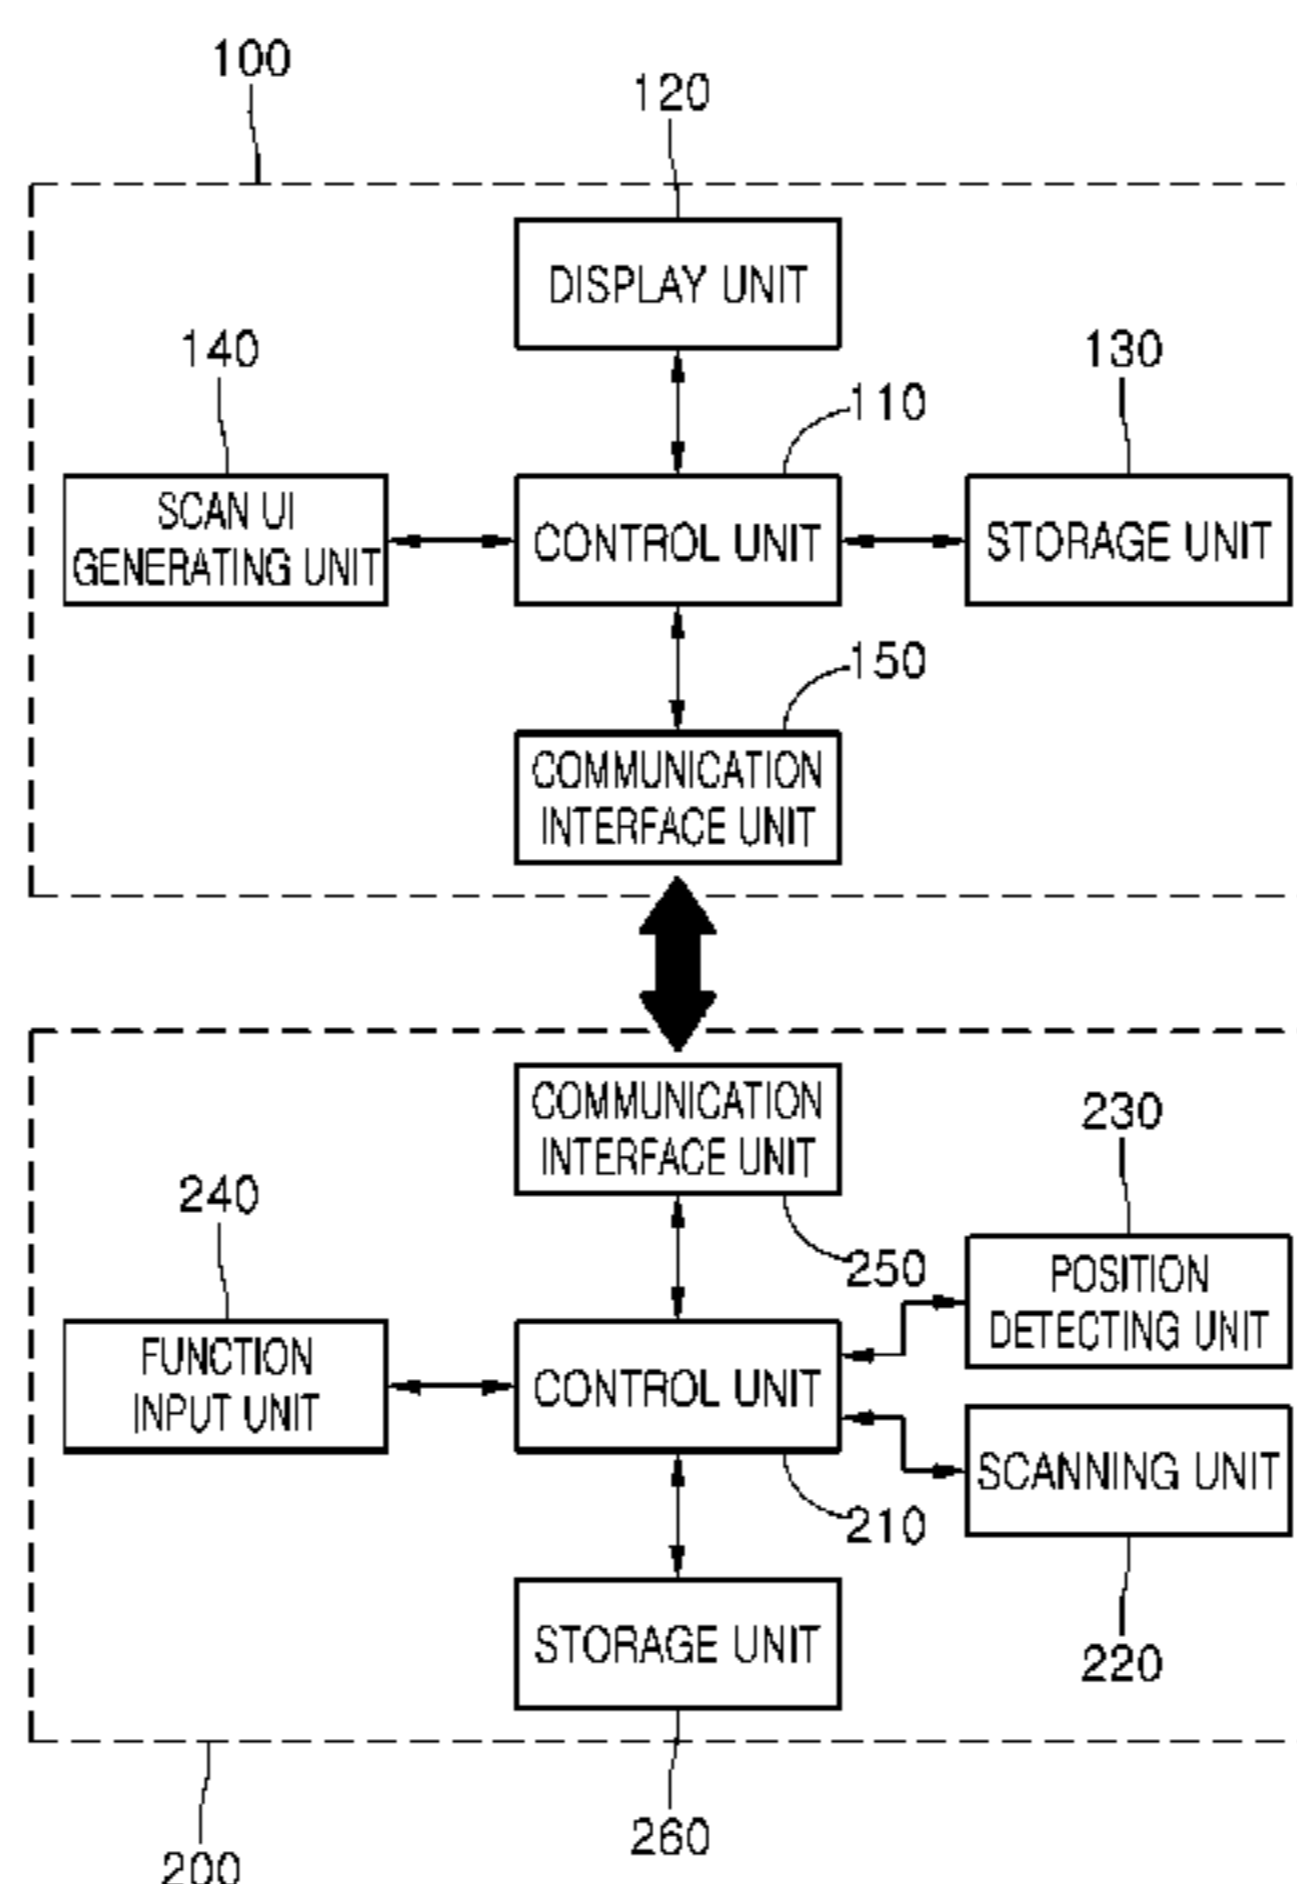 100
120
DISPLAY UNIT
140
130
110
SCAN UI
GENERATING UNIT
CONTROL UNIT
STORAGE UNIT
150
COMMUNICATION
INTERFACE UNIT
COMMUNICATION
INTERFACE UNIT
230
240
250
POSITION
DETECTING UNIT
FUNCTION
INPUT UNIT
CONTROL UNIT
SCANNING UNIT
210
STORAGE UNIT
220
260
200